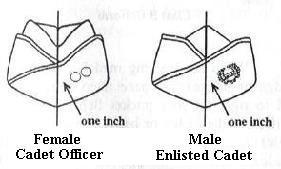 one inch
one inch
Female
Cadet Officer
Male
Enlisted Cadet